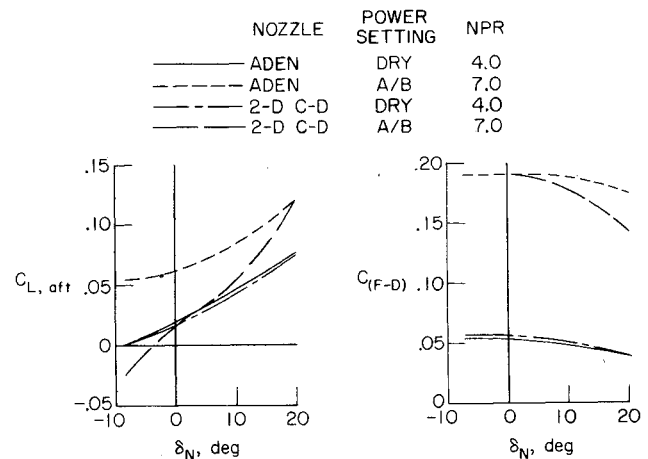 NOZZLE POWER SETTING NPR
ADEN DRY 4.0
ADEN A/B 7.0
2-D C-D DRY 4.0
2-D C-D A/B 7.0
.15
.10
C_L, aft .05
0
-.05
-10 0 10 20
δ_N, deg
.20
.15
C_(F-D) .10
.05
0
-10 0 10 20
δ_N, deg